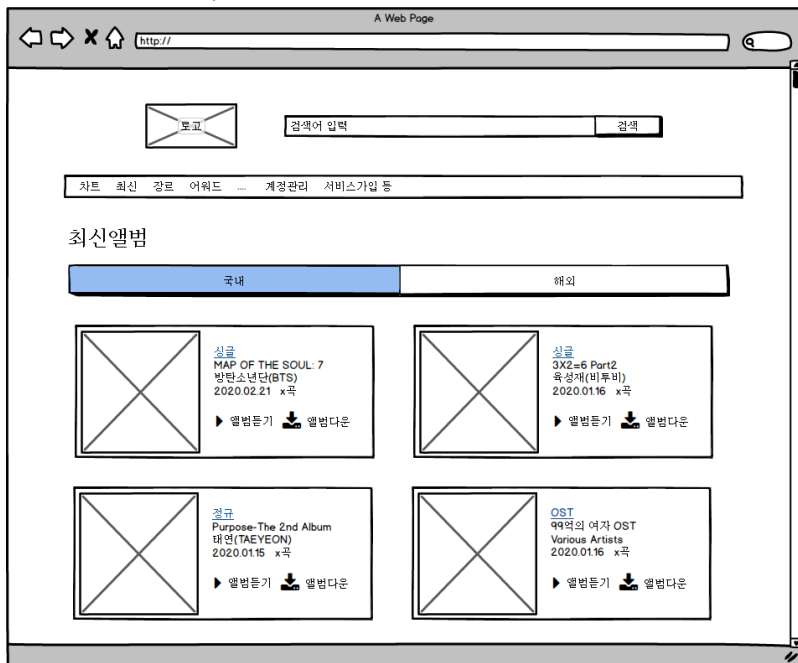 A Web Page
http://
로고
검색어 입력
검색
차트 최신 장르 어워드 .... 계정관리 서비스가입 등
최신앨범
국내
해외
싱글
MAP OF THE SOUL: 7
방탄소년단(BTS)
2020.02.21 x곡
앨범듣기 앨범다운
싱글
3X2=6 Part2
육성재(비투비)
2020.01.16 x곡
앨범듣기 앨범다운
정규
Purpose-The 2nd Album
태연(TAEYEON)
2020.01.15 x곡
앨범듣기 앨범다운
OST
99억의 여자 OST
Various Artists
2020.01.16 x곡
앨범듣기 앨범다운